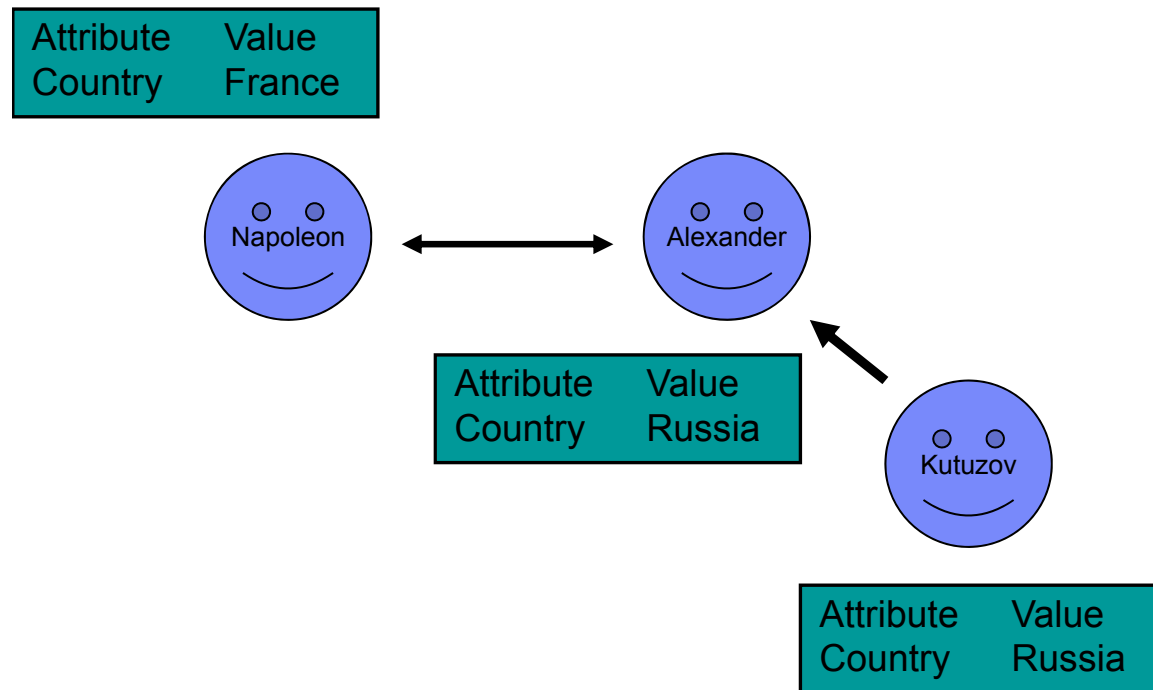 Attribute Value
Country France
Napoleon
Alexander
Attribute Value
Country Russia
Kutuzov
Attribute Value
Country Russia